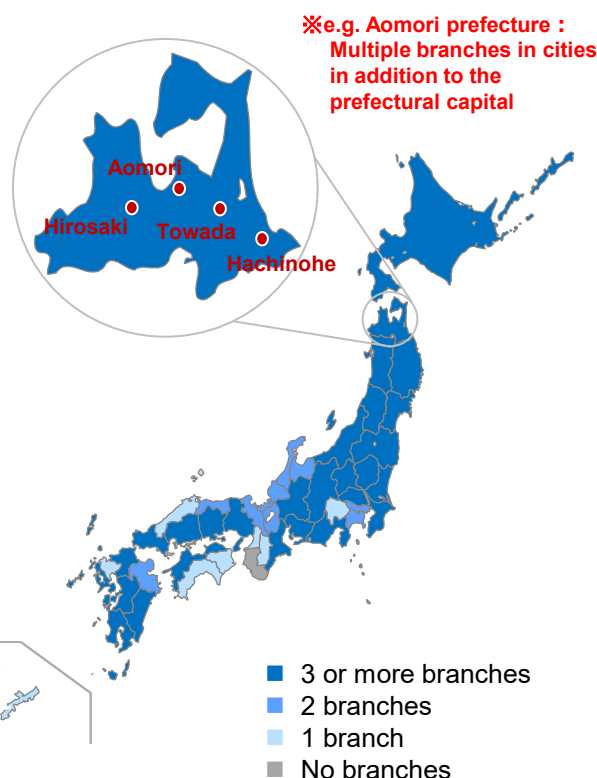 ※e.g. Aomori prefecture：
Multiple branches in cities
in addition to the
prefectural capital
Aomori
Hirosaki
Towada
Hachinohe
3 or more branches
2 branches
1 branch
No branches